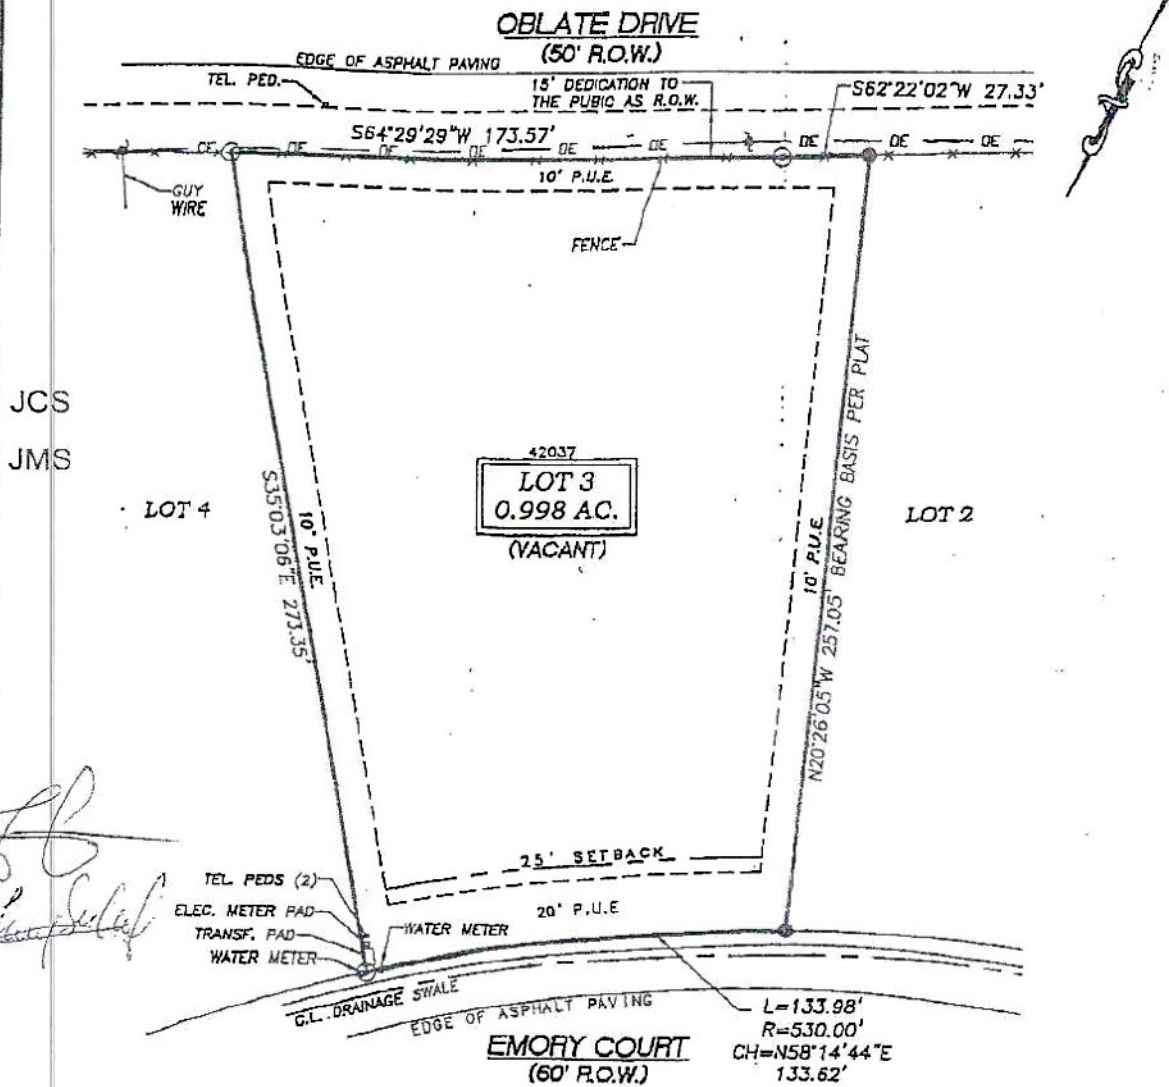 OBLATE DRIVE
(50' R.O.W.)
EDGE OF ASPHALT PAVING
TEL. PED.
15' DEDICATION TO
THE PUBIC AS R.O.W.
S62°22'02"W 27.33'
S64°29'29"W 173.57'
OE OE OE OE OE OE OE OE OE
10' P.U.E.
GUY
WIRE
FENCE
JCS
JMS
LOT 4
S35°03'06"E 273.35'
10' P.U.E.
42037
LOT 3
0.998 AC.
(VACANT)
10' P.U.E.
N20°26'05"W 257.05' BEARING BASIS PER PLAT
LOT 2
25' SETBACK
20' P.U.E
TEL. PEDS (2)
ELEC. METER PAD
TRANSF. PAD
WATER METER
WATER METER
C.L. DRAINAGE SWALE
EDGE OF ASPHALT PAVING
EMORY COURT
(60' R.O.W.)
L=133.98'
R=530.00'
CH=N58°14'44"E
133.62'